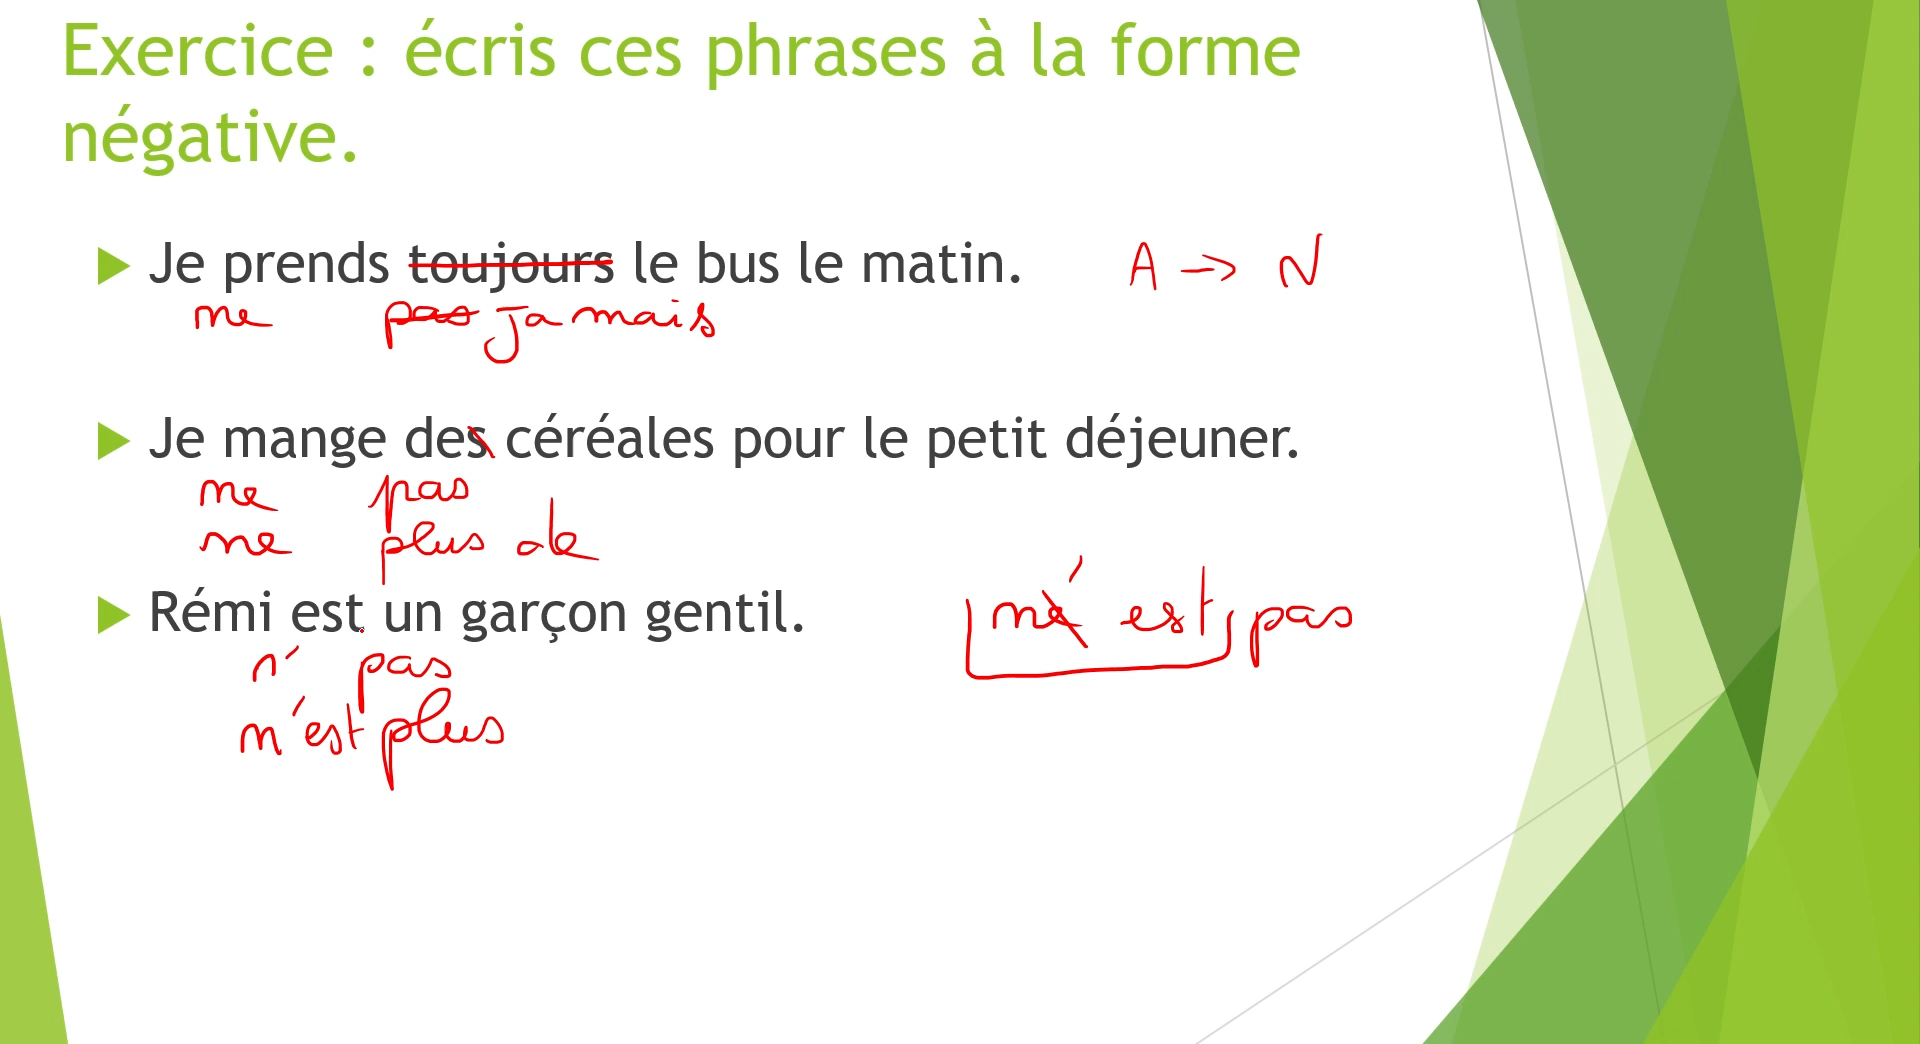 Exercice : écris ces phrases à la forme
négative.
Je prends toujours le bus le matin. A -> N
ne pas jamais
Je mange des céréales pour le petit déjeuner.
ne pas
ne plus de
Rémi est un garçon gentil. ne' est pas
n' pas
n'est plus